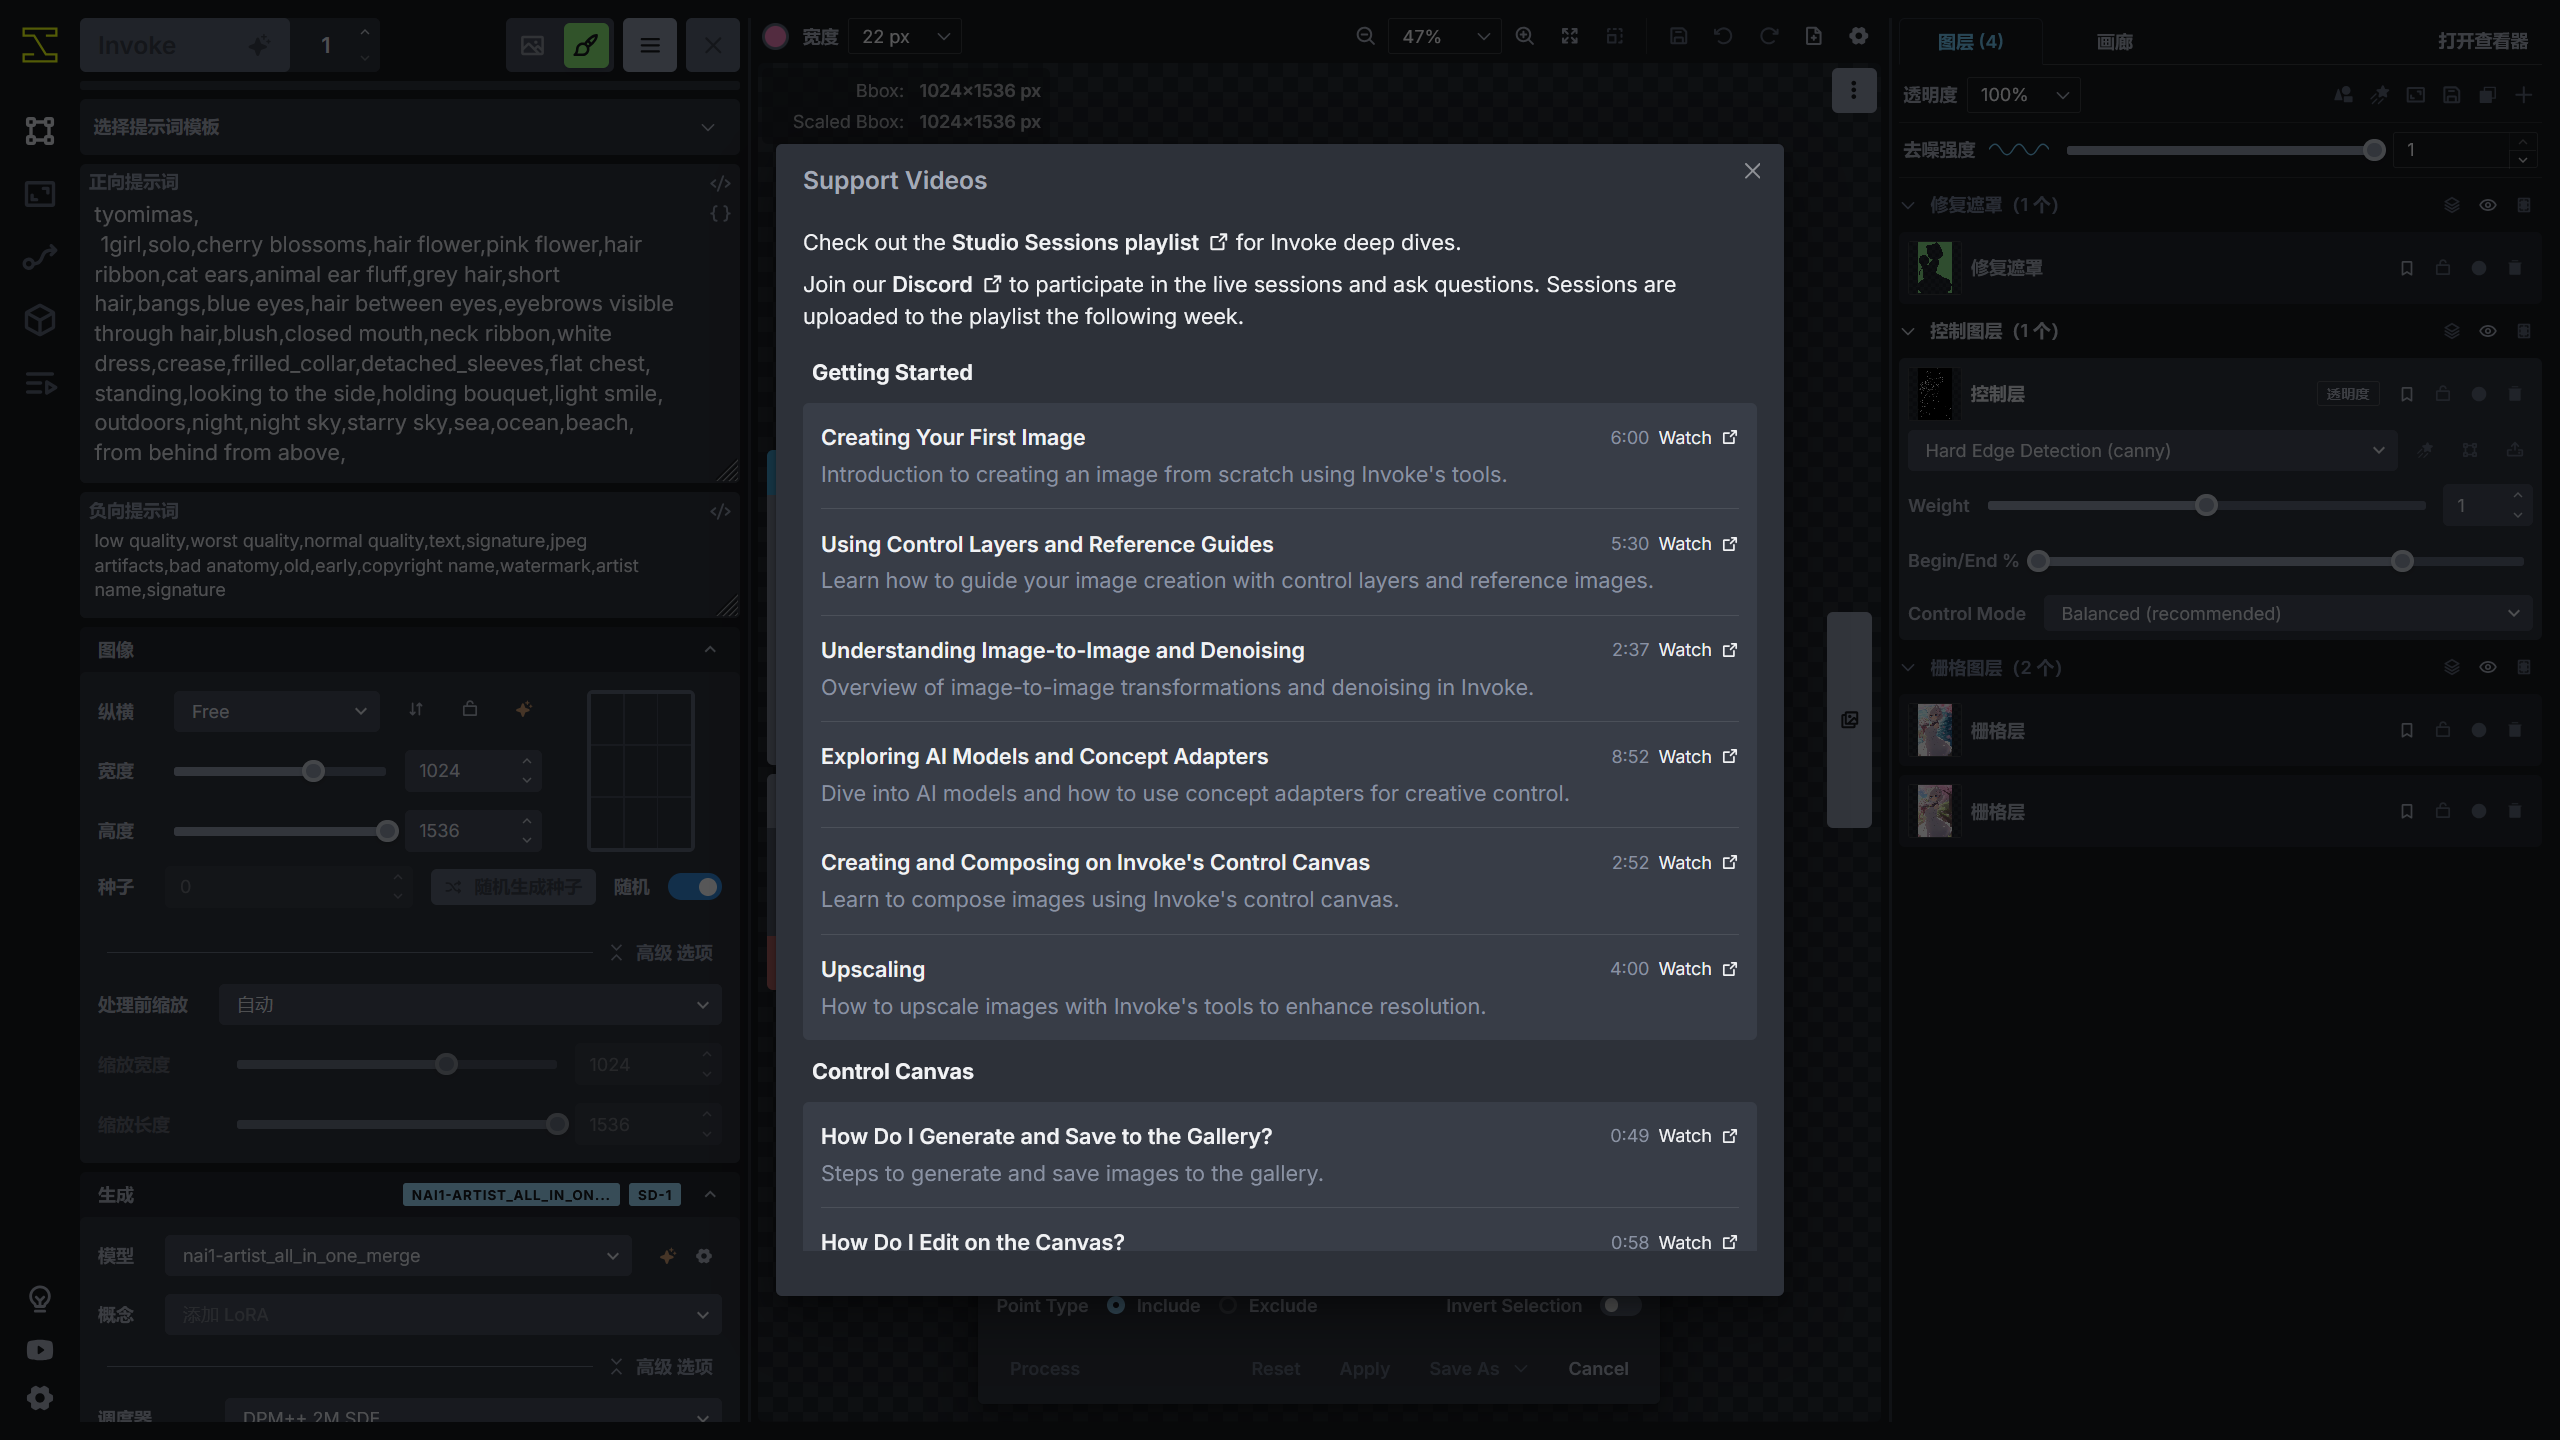 Invoke
1
宽度
22 px
47%
图层 (4)
画廊
打开查看器
Bbox: 1024×1536 px
Scaled Bbox: 1024×1536 px
选择提示词模板
正向提示词
tyomimas,
1girl,solo,cherry blossoms,hair flower,pink flower,hair
ribbon,cat ears,animal ear fluff,grey hair,short
hair,bangs,blue eyes,hair between eyes,eyebrows visible
through hair,blush,closed mouth,neck ribbon,white
dress,crease,frilled_collar,detached_sleeves,flat chest,
standing,looking to the side,holding bouquet,light smile,
outdoors,night,night sky,starry sky,sea,ocean,beach,
from behind from above,
负向提示词
low quality,worst quality,normal quality,text,signature,jpeg
artifacts,bad anatomy,old,early,copyright name,watermark,artist
name,signature
图像
纵横
Free
宽度
1024
高度
1536
种子
0
随机生成种子
随机
高级 选项
处理前缩放
自动
缩放宽度
1024
缩放长度
1536
生成
NAI1-ARTIST_ALL_IN_ON...
SD-1
模型
nai1-artist_all_in_one_merge
概念
添加 LoRA
高级 选项
调度器
DPM++ 2M SDE
Support Videos
Check out the Studio Sessions playlist for Invoke deep dives.
Join our Discord to participate in the live sessions and ask questions. Sessions are
uploaded to the playlist the following week.
Getting Started
Creating Your First Image
6:00 Watch
Introduction to creating an image from scratch using Invoke's tools.
Using Control Layers and Reference Guides
5:30 Watch
Learn how to guide your image creation with control layers and reference images.
Understanding Image-to-Image and Denoising
2:37 Watch
Overview of image-to-image transformations and denoising in Invoke.
Exploring AI Models and Concept Adapters
8:52 Watch
Dive into AI models and how to use concept adapters for creative control.
Creating and Composing on Invoke's Control Canvas
2:52 Watch
Learn to compose images using Invoke's control canvas.
Upscaling
4:00 Watch
How to upscale images with Invoke's tools to enhance resolution.
Control Canvas
How Do I Generate and Save to the Gallery?
0:49 Watch
Steps to generate and save images to the gallery.
How Do I Edit on the Canvas?
0:58 Watch
Point Type
Include
Exclude
Invert Selection
Process
Reset
Apply
Save As
Cancel
透明度
100%
去噪强度
1
修复遮罩 (1 个)
修复遮罩
控制图层 (1 个)
控制层
透明度
Hard Edge Detection (canny)
Weight
1
Begin/End %
Control Mode
Balanced (recommended)
栅格图层 (2 个)
栅格层
栅格层